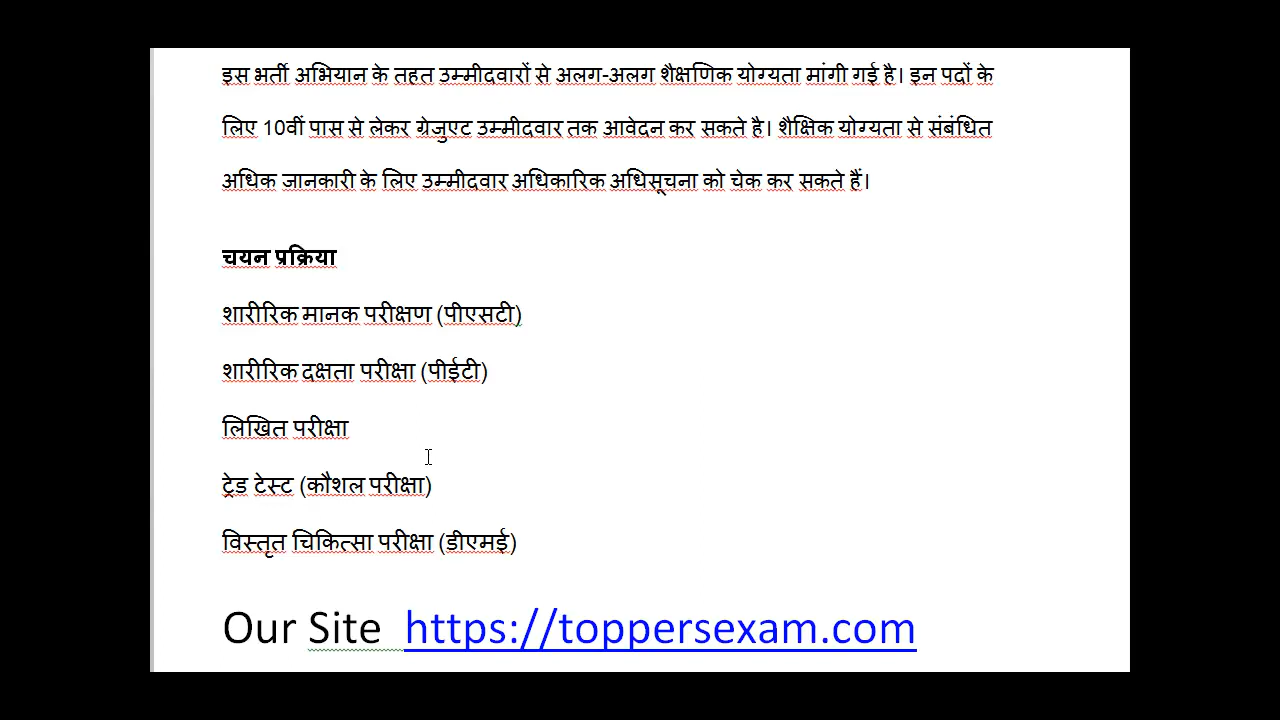 इस भर्ती अभियान के तहत उम्मीदवारों से अलग-अलग शैक्षणिक योग्यता मांगी गई है। इन पदों के
लिए 10वीं पास से लेकर ग्रेजुएट उम्मीदवार तक आवेदन कर सकते है। शैक्षिक योग्यता से संबंधित
अधिक जानकारी के लिए उम्मीदवार अधिकारिक अधिसूचना को चेक कर सकते हैं।
चयन प्रक्रिया
शारीरिक मानक परीक्षण (पीएसटी)
शारीरिक दक्षता परीक्षा (पीईटी)
लिखित परीक्षा
ट्रेड टेस्ट (कौशल परीक्षा)
विस्तृत चिकित्सा परीक्षा (डीएमई)
Our Site https://toppersexam.com